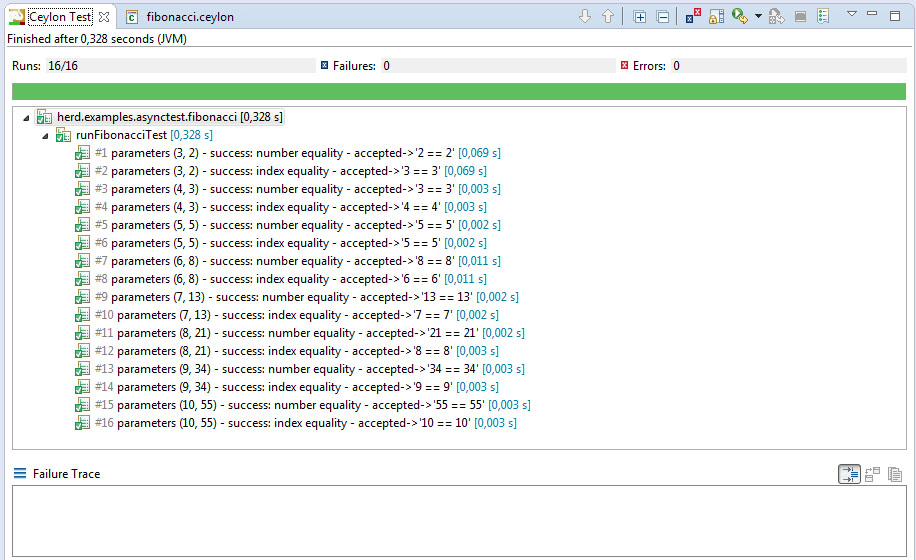 Ceylon Test fibonacci.ceylon
Finished after 0,328 seconds (JVM)
Runs: 16/16 Failures: 0 Errors: 0
herd.examples.asynctest.fibonacci [0,328 s]
runFibonacciTest [0,328 s]
#1 parameters (3, 2) - success: number equality - accepted->'2 == 2' [0,069 s]
#2 parameters (3, 2) - success: index equality - accepted->'3 == 3' [0,069 s]
#3 parameters (4, 3) - success: number equality - accepted->'3 == 3' [0,003 s]
#4 parameters (4, 3) - success: index equality - accepted->'4 == 4' [0,003 s]
#5 parameters (5, 5) - success: number equality - accepted->'5 == 5' [0,002 s]
#6 parameters (5, 5) - success: index equality - accepted->'5 == 5' [0,002 s]
#7 parameters (6, 8) - success: number equality - accepted->'8 == 8' [0,011 s]
#8 parameters (6, 8) - success: index equality - accepted->'6 == 6' [0,011 s]
#9 parameters (7, 13) - success: number equality - accepted->'13 == 13' [0,002 s]
#10 parameters (7, 13) - success: index equality - accepted->'7 == 7' [0,002 s]
#11 parameters (8, 21) - success: number equality - accepted->'21 == 21' [0,002 s]
#12 parameters (8, 21) - success: index equality - accepted->'8 == 8' [0,003 s]
#13 parameters (9, 34) - success: number equality - accepted->'34 == 34' [0,003 s]
#14 parameters (9, 34) - success: index equality - accepted->'9 == 9' [0,003 s]
#15 parameters (10, 55) - success: number equality - accepted->'55 == 55' [0,003 s]
#16 parameters (10, 55) - success: index equality - accepted->'10 == 10' [0,003 s]
Failure Trace